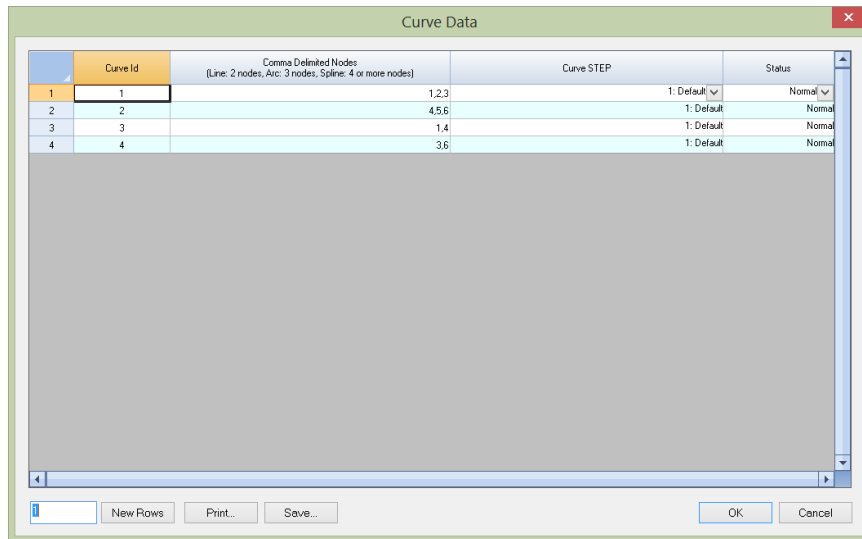 Curve Data
Curve Id Comma Delimited Nodes Curve STEP Status
(Line: 2 nodes, Arc: 3 nodes, Spline: 4 or more nodes)
1 1 1,2,3 1: Default Normal
2 2 4,5,6 1: Default Normal
3 3 1,4 1: Default Normal
4 4 3,6 1: Default Normal
1 New Rows Print... Save... OK Cancel